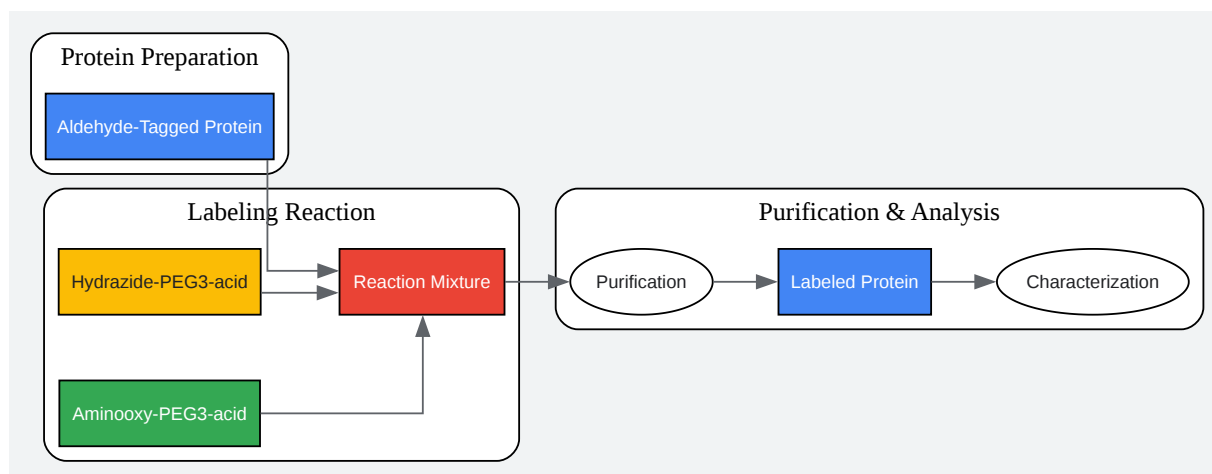 Protein Preparation
Aldehyde-Tagged Protein
Labeling Reaction
Hydrazide-PEG3-acid
Reaction Mixture
Aminooxy-PEG3-acid
Purification & Analysis
Purification
Labeled Protein
Characterization